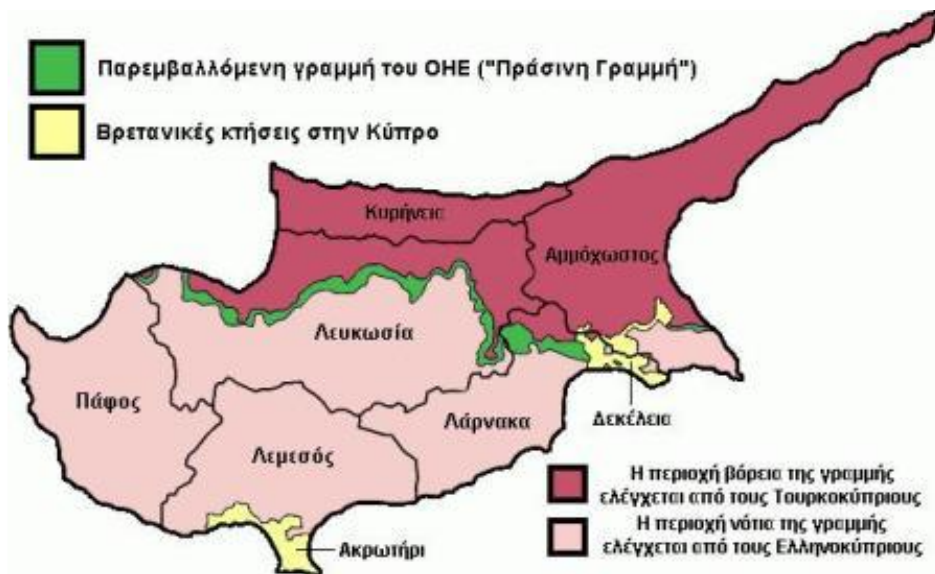 Παρεμβαλλόμενη γραμμή του ΟΗΕ ("Πράσινη Γραμμή")
Βρετανικές κτήσεις στην Κύπρο
Κυρήνεια
Αμμόχωστος
Λευκωσία
Πάφος
Λάρνακα
Δεκέλεια
Λεμεσός
Ακρωτήρι
Η περιοχή βόρεια της γραμμής
ελέγχεται από τους Τουρκοκύπριους
Η περιοχή νότια της γραμμής
ελέγχεται από τους Ελληνοκύπριους